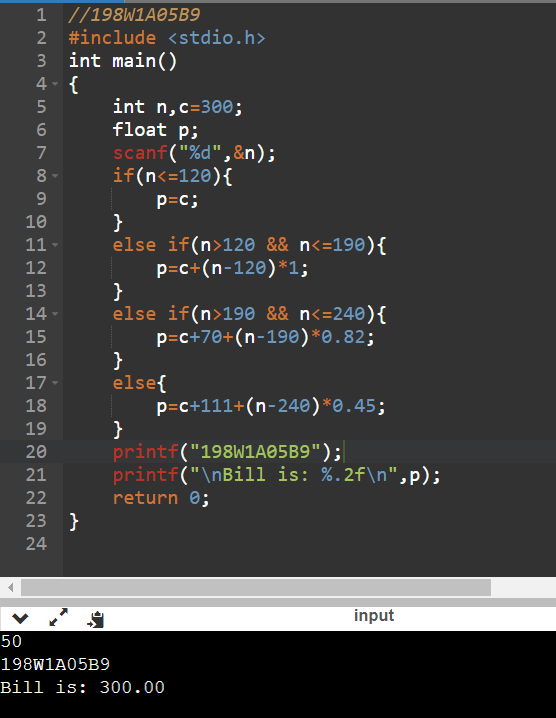 1 //198W1A05B9
2 #include <stdio.h>
3 int main()
4 {
5     int n,c=300;
6     float p;
7     scanf("%d",&n);
8     if(n<=120){
9         p=c;
10     }
11     else if(n>120 && n<=190){
12         p=c+(n-120)*1;
13     }
14     else if(n>190 && n<=240){
15         p=c+70+(n-190)*0.82;
16     }
17     else{
18         p=c+111+(n-240)*0.45;
19     }
20     printf("198W1A05B9");
21     printf("\nBill is: %.2f\n",p);
22     return 0;
23 }
24
input
50
198W1A05B9
Bill is: 300.00